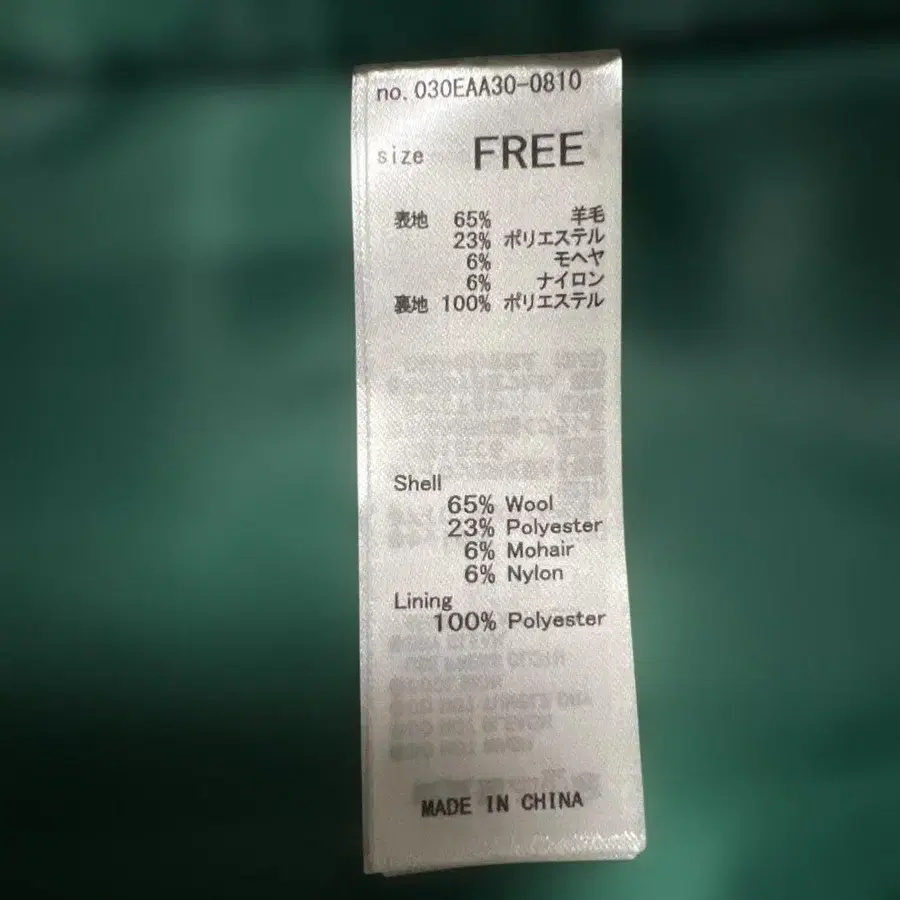 no. 030EAA30-0810
size FREE
表地 65% 羊毛
23% ポリエステル
6% モヘヤ
6% ナイロン
裏地 100% ポリエステル
Shell
65% Wool
23% Polyester
6% Mohair
6% Nylon
Lining
100% Polyester
MADE IN CHINA